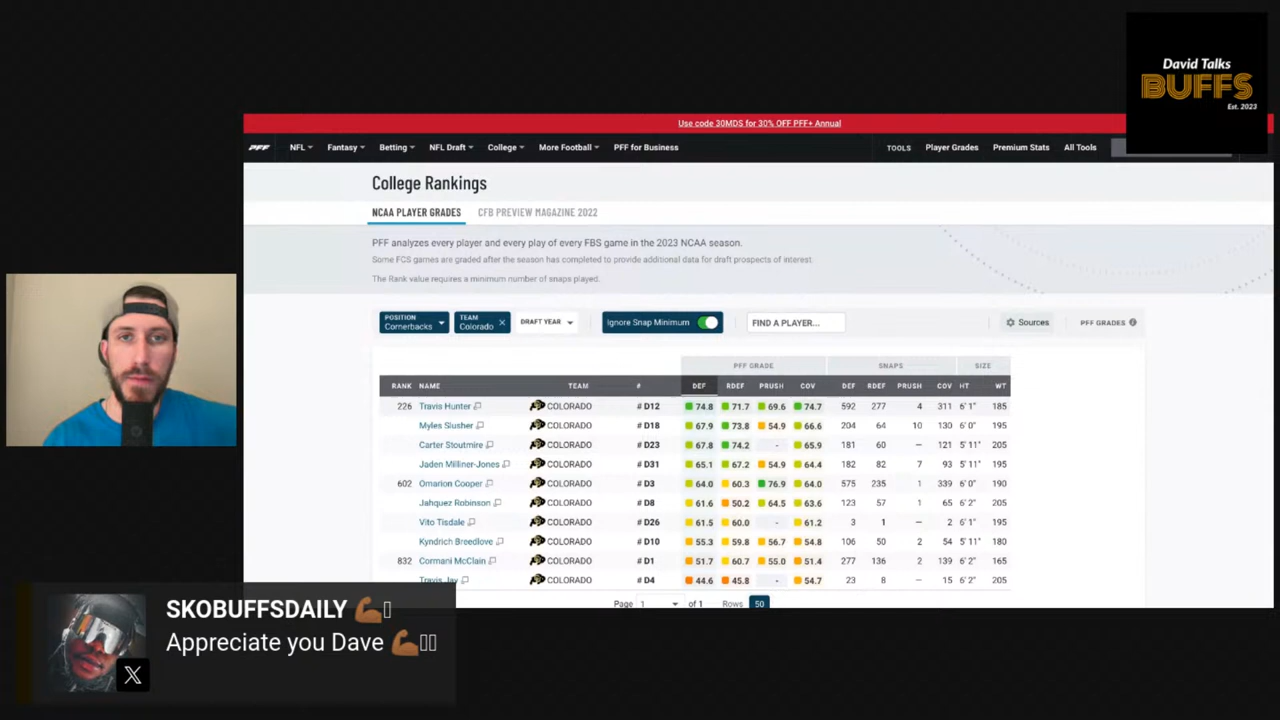 David Talks
BUFFS
Est. 2023
Use code 30MDS for 30% OFF PFF+ Annual
PFF NFL Fantasy Betting NFL Draft College More Football PFF for Business TOOLS Player Grades Premium Stats All Tools
College Rankings
NCAA PLAYER GRADES CFB PREVIEW MAGAZINE 2022
PFF analyzes every player and every play of every FBS game in the 2023 NCAA season.
Some FCS games are graded after the season has completed to provide additional data for draft prospects of interest
The Rank value requires a minimum number of snaps played.
POSITION Cornerbacks TEAM Colorado DRAFT YEAR Ignore Snap Minimum FIND A PLAYER... Sources PFF GRADES
PFF GRADE SNAPS SIZE
RANK NAME TEAM # DEF RDEF PRUSH COV DEF RDEF PRUSH COV HT WT
226 Travis Hunter COLORADO # D12 74.8 71.7 69.6 74.7 592 277 4 311 6' 1" 185
Myles Slusher COLORADO # D18 67.9 73.8 54.9 66.6 204 64 10 130 6' 0" 195
Carter Stoutmire COLORADO # D23 67.8 74.2 - 65.9 181 60 — 121 5' 11" 205
Jaden Milliner-Jones COLORADO # D31 65.1 67.2 54.9 64.4 182 82 7 93 5' 11" 195
602 Omarion Cooper COLORADO # D3 64.0 60.3 76.9 64.0 575 235 1 339 6' 0" 190
Jahquez Robinson COLORADO # D8 61.6 50.2 64.5 63.6 123 57 1 65 6' 2" 205
Vito Tisdale COLORADO # D26 61.5 60.0 - 61.2 3 1 — 2 6' 1" 195
Kyndrich Breedlove COLORADO # D10 55.3 59.8 56.7 54.8 106 50 2 54 5' 11" 180
832 Cormani McClain COLORADO # D1 51.7 60.7 55.0 51.4 277 136 2 139 6' 2" 165
Travis Jay COLORADO # D4 44.6 45.8 - 54.7 23 8 — 15 6' 2" 205
Page 1 of 1 Rows 50
SKOBUFFSDAILY 💪🏾
Appreciate you Dave 💪🏾
X